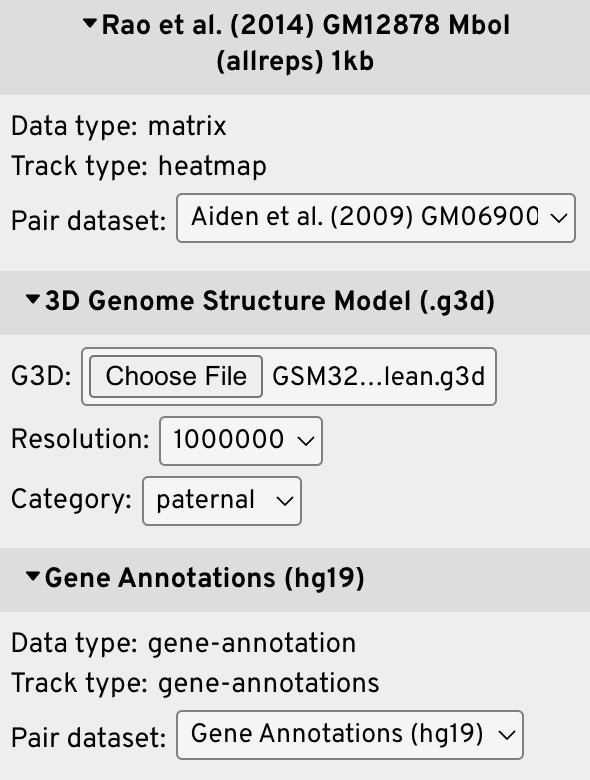 Rao et al. (2014) GM12878 MboI
(allreps) 1kb
Data type: matrix
Track type: heatmap
Pair dataset: Aiden et al. (2009) GM06900
3D Genome Structure Model (.g3d)
G3D: Choose File GSM32...lean.g3d
Resolution: 1000000
Category: paternal
Gene Annotations (hg19)
Data type: gene-annotation
Track type: gene-annotations
Pair dataset: Gene Annotations (hg19)